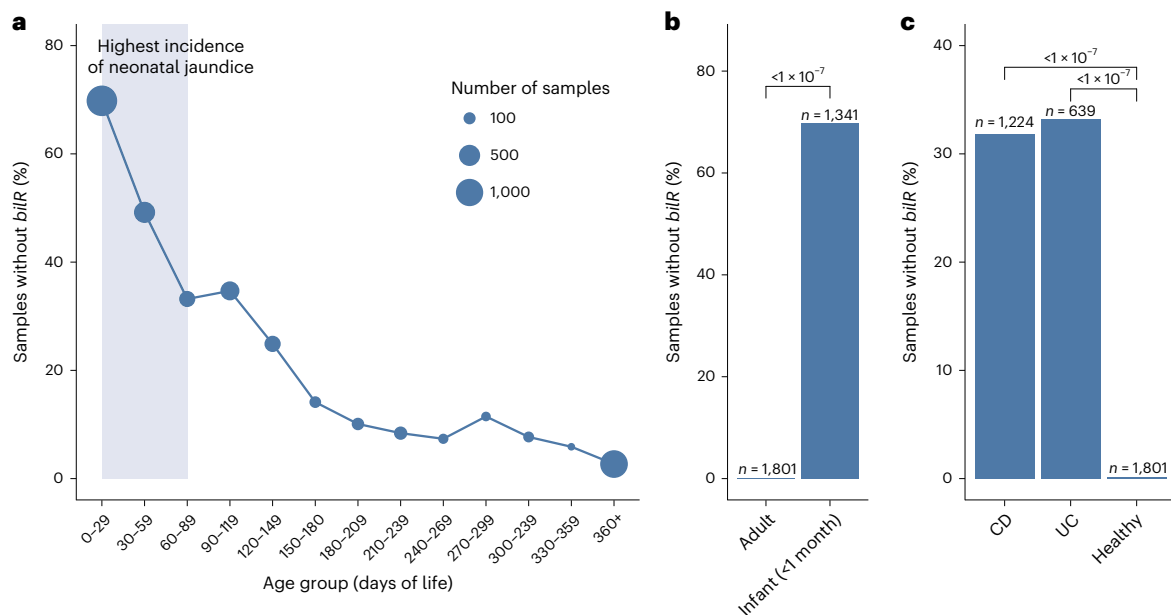 a
Samples without bilR (%)
80
60
40
20
0
Highest incidence
of neonatal jaundice
Number of samples
100
500
1,000
0–29
30–59
60–89
90–119
120–149
150–180
180–209
210–239
240–269
270–299
300–239
330–359
360+
Age group (days of life)
b
Samples without bilR (%)
80
60
40
20
0
<1 × 10⁻⁷
n = 1,801
n = 1,341
Adult
Infant (<1 month)
c
Samples without bilR (%)
40
30
20
10
0
<1 × 10⁻⁷
<1 × 10⁻⁷
n = 1,224
n = 639
n = 1,801
CD
UC
Healthy